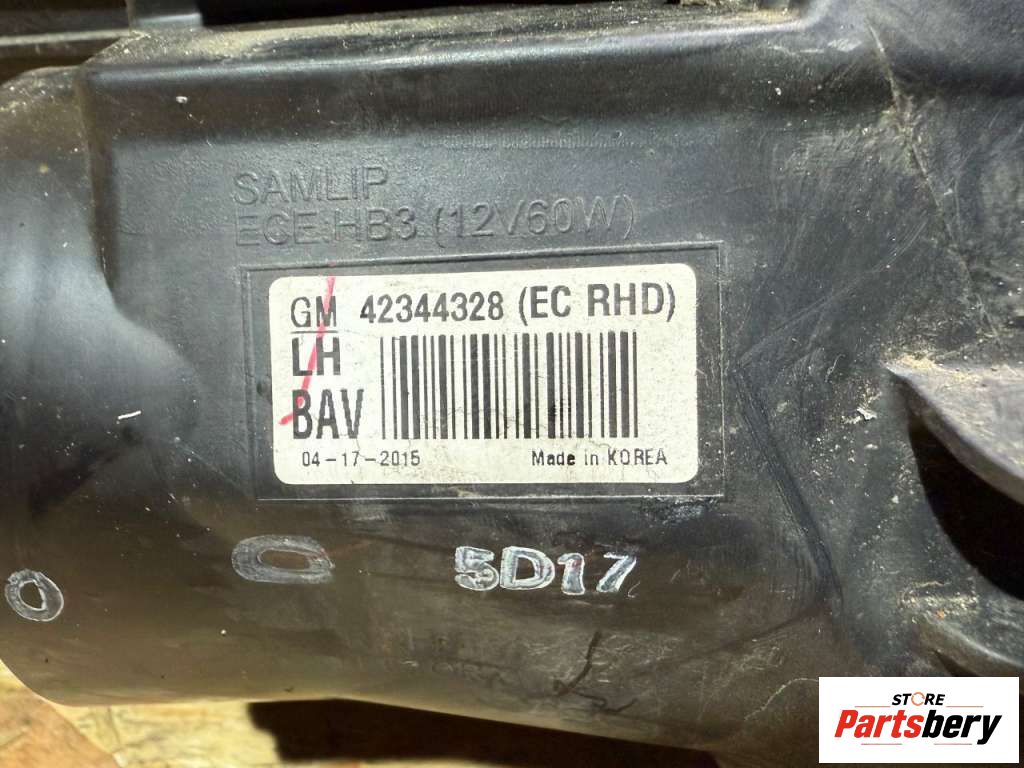 SAMLIP
ECE:HB3 (12V60W)
GM 42344328 (EC RHD)
LH
BAV
04-17-2015 Made in KOREA
5D17
STORE
Partsbery